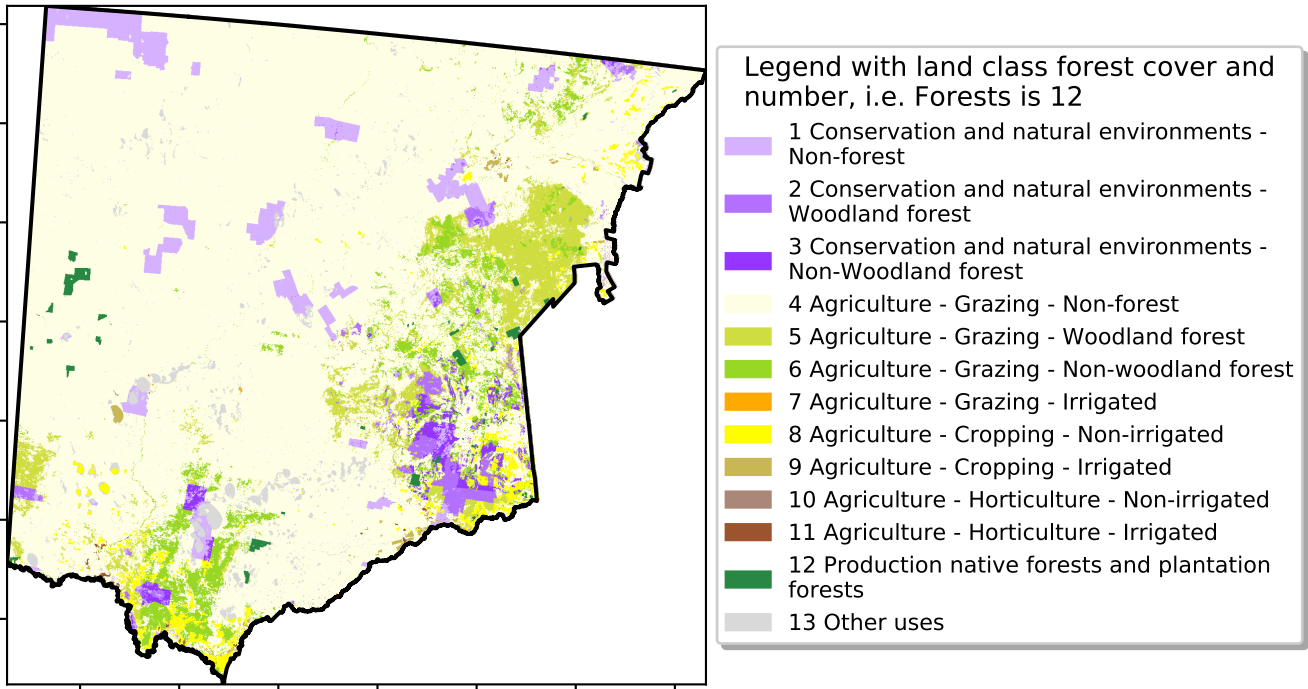 Legend with land class forest cover and
number, i.e. Forests is 12
1 Conservation and natural environments -
Non-forest
2 Conservation and natural environments -
Woodland forest
3 Conservation and natural environments -
Non-Woodland forest
4 Agriculture - Grazing - Non-forest
5 Agriculture - Grazing - Woodland forest
6 Agriculture - Grazing - Non-woodland forest
7 Agriculture - Grazing - Irrigated
8 Agriculture - Cropping - Non-irrigated
9 Agriculture - Cropping - Irrigated
10 Agriculture - Horticulture - Non-irrigated
11 Agriculture - Horticulture - Irrigated
12 Production native forests and plantation
forests
13 Other uses